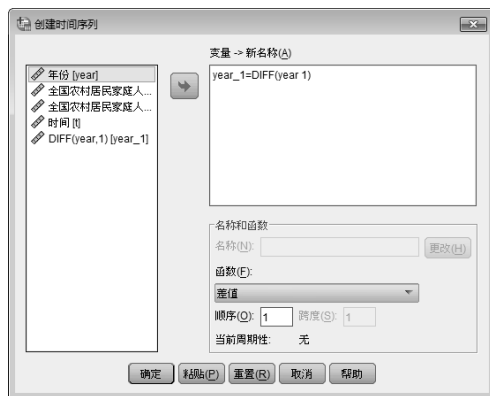 创建时间序列
变量 -> 新名称(A)
年份 [year]
全国农村居民家庭人...
全国农村居民家庭人...
时间 [t]
DIFF(year,1) [year_1]
year_1=DIFF(year 1)
名称和函数
名称(N):
更改(H)
函数(F):
差值
顺序(O): 1 跨度(S): 1
当前周期性: 无
确定 粘贴(P) 重置(R) 取消 帮助